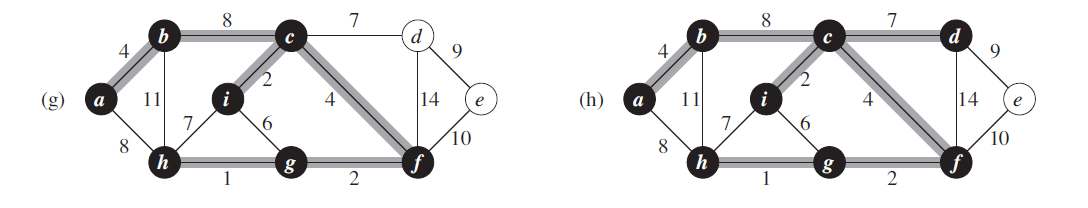 8 7 8 7
b c d b c d
4 9 4 9
2 2
(g) a 11 i 4 14 e (h) a 11 i 4 14 e
7 6 7 6
8 10 8 10
h g f h g f
1 2 1 2